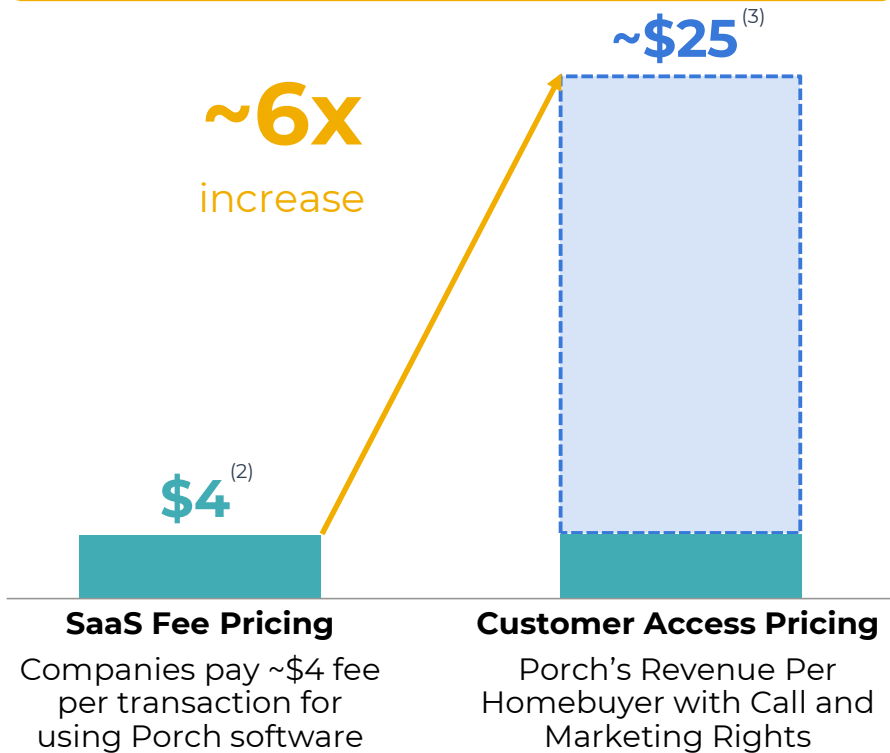 ~$25 (3)
~6x
increase
$4 (2)
SaaS Fee Pricing
Companies pay ~$4 fee
per transaction for
using Porch software
Customer Access Pricing
Porch’s Revenue Per
Homebuyer with Call and
Marketing Rights